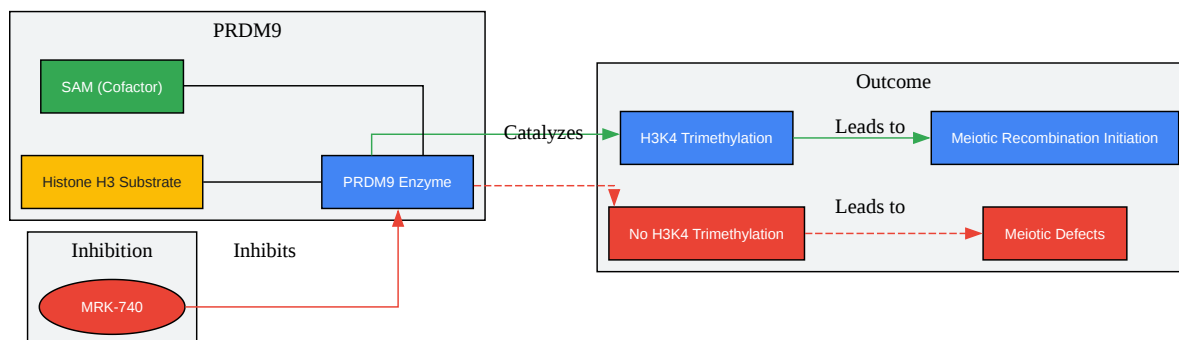 PRDM9
SAM (Cofactor)
Histone H3 Substrate
PRDM9 Enzyme
Inhibition
MRK-740
Inhibits
Catalyzes
Outcome
H3K4 Trimethylation
Leads to
Meiotic Recombination Initiation
No H3K4 Trimethylation
Leads to
Meiotic Defects